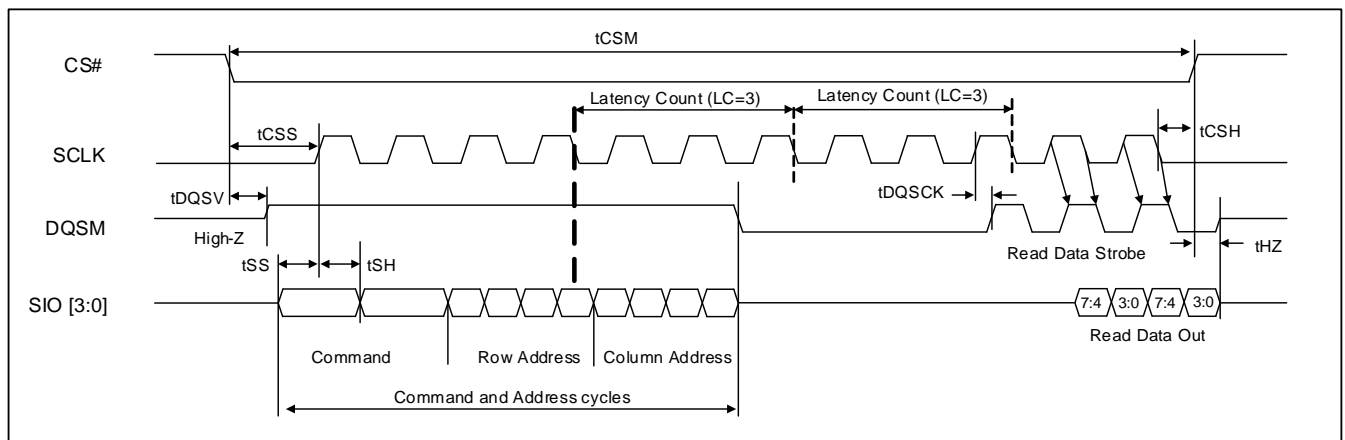 tCSM
CS#
Latency Count (LC=3) Latency Count (LC=3)
tCSS
tCSH
SCLK
tDQSV
tDQSCK
DQSM
High-Z
Read Data Strobe
tHZ
tSS tSH
SIO [3:0]
7:4 3:0 7:4 3:0
Read Data Out
Command Row Address Column Address
Command and Address cycles